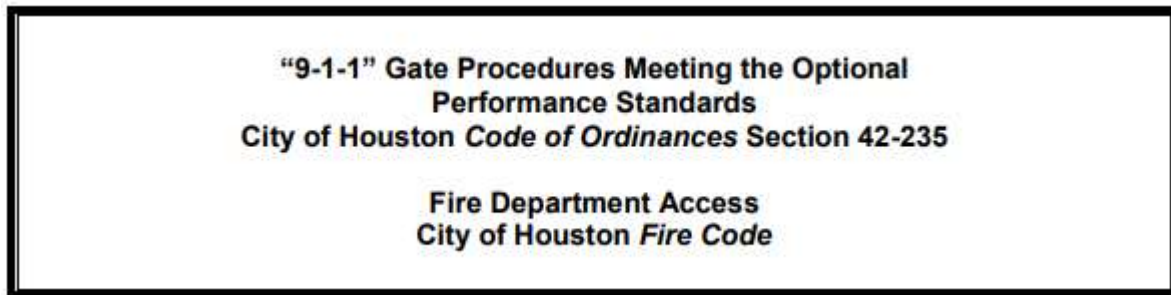 “9-1-1” Gate Procedures Meeting the Optional
Performance Standards
City of Houston Code of Ordinances Section 42-235
Fire Department Access
City of Houston Fire Code